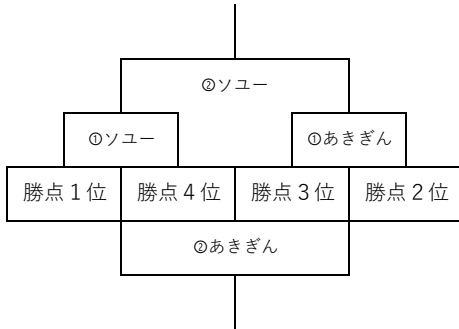 ②ソユー
①ソユー
①あきぎん
勝点1位
勝点4位
勝点3位
勝点2位
②あきぎん